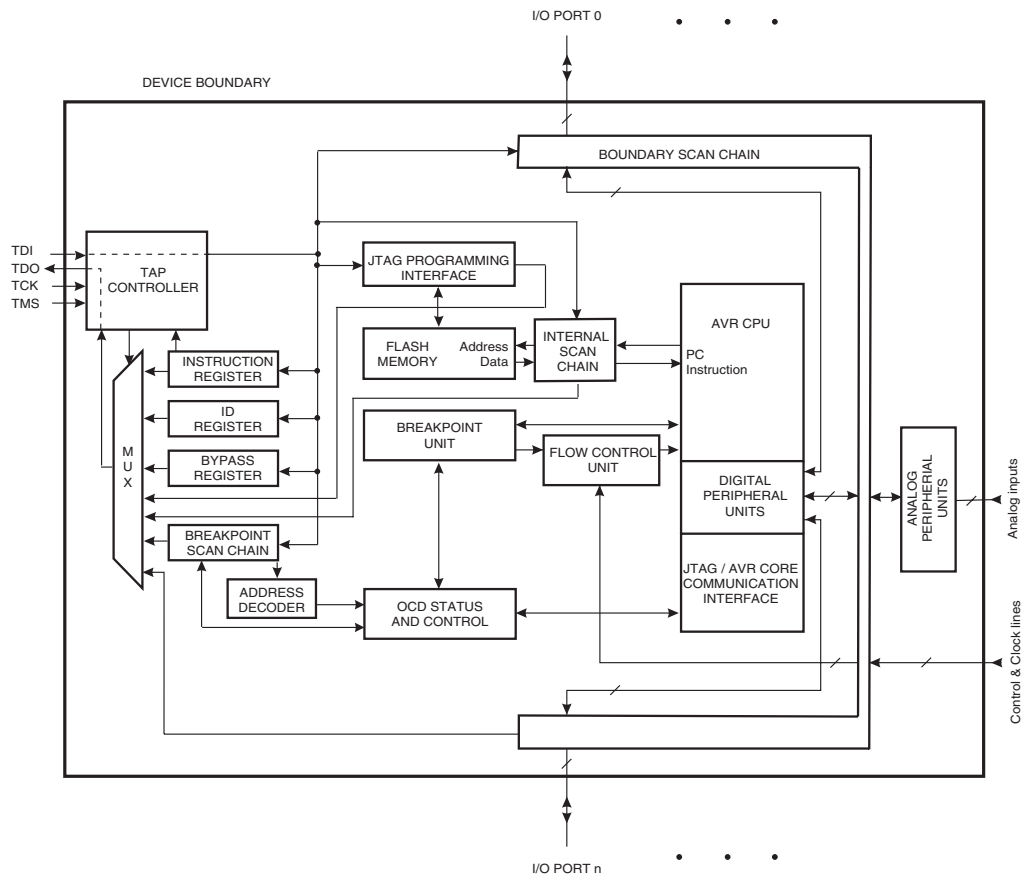 I/O PORT 0
DEVICE BOUNDARY
BOUNDARY SCAN CHAIN
TDI
TDO
TCK
TMS
TAP
CONTROLLER
JTAG PROGRAMMING
INTERFACE
AVR CPU
FLASH
MEMORY
Address
Data
INTERNAL
SCAN
CHAIN
PC
Instruction
INSTRUCTION
REGISTER
ID
REGISTER
BREAKPOINT
UNIT
FLOW CONTROL
UNIT
MUX
BYPASS
REGISTER
DIGITAL
PERIPHERAL
UNITS
ANALOG
PERIPHERIAL
UNITS
Analog inputs
BREAKPOINT
SCAN CHAIN
ADDRESS
DECODER
OCD STATUS
AND CONTROL
JTAG / AVR CORE
COMMUNICATION
INTERFACE
Control & Clock lines
I/O PORT n